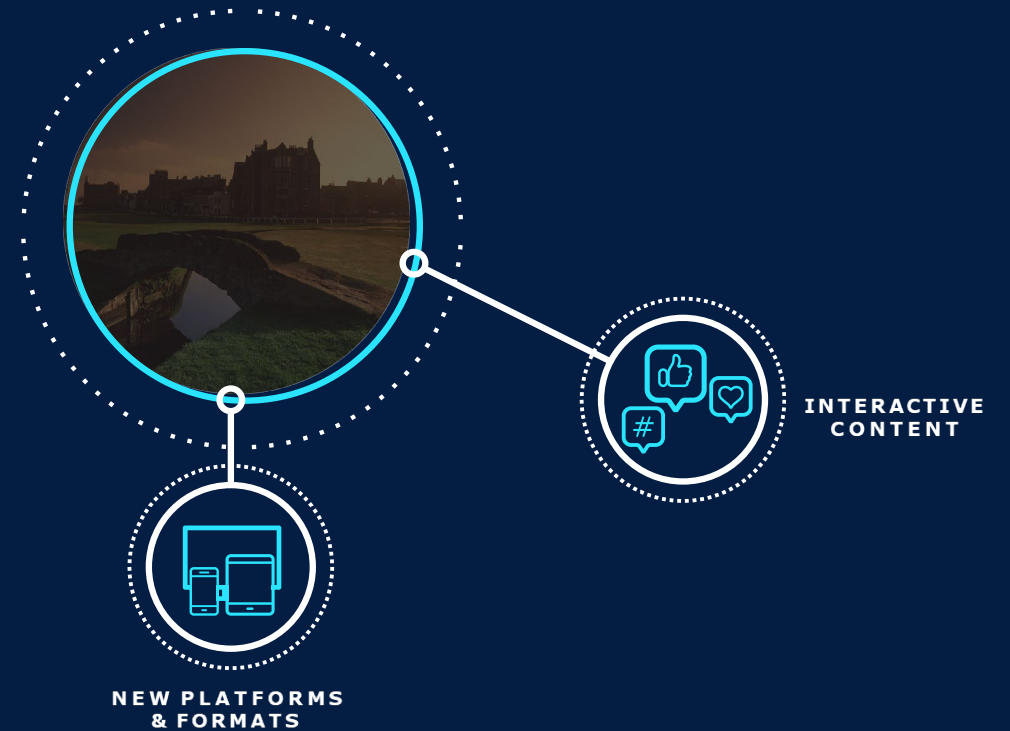 #
INTERACTIVE
CONTENT
NEW PLATFORMS
& FORMATS